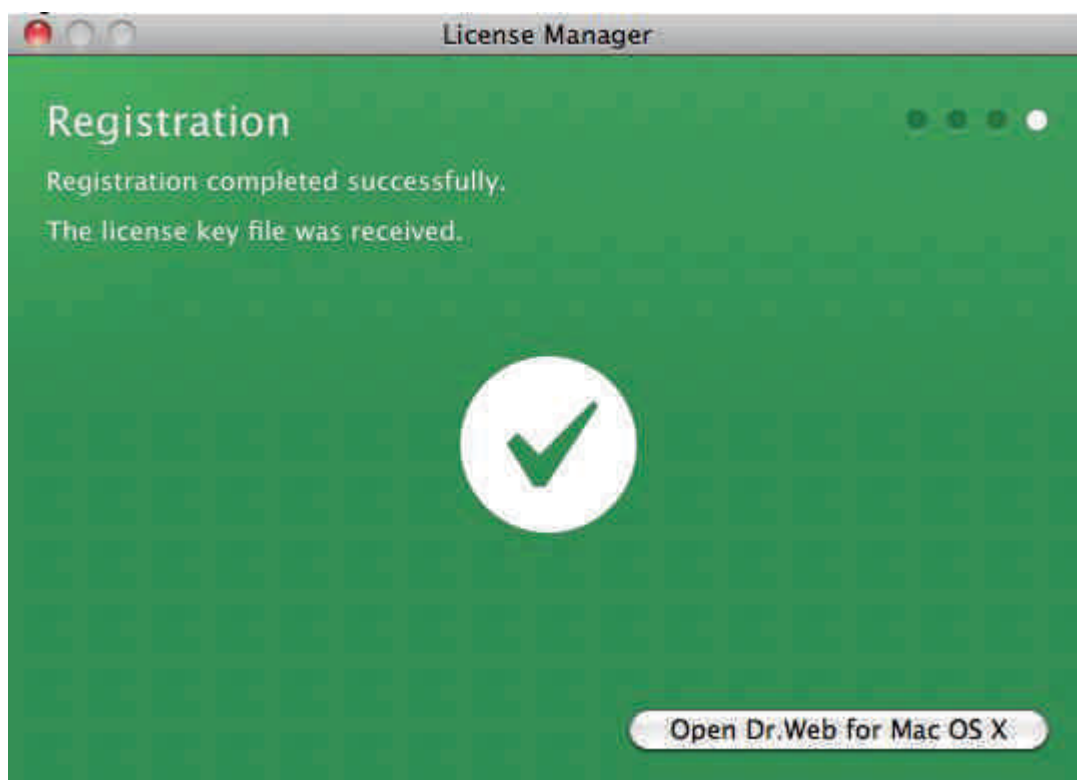 License Manager
Registration
Registration completed successfully.
The license key file was received.
Open Dr.Web for Mac OS X